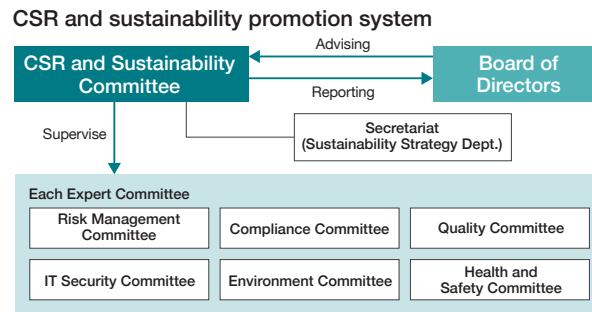 CSR and sustainability promotion system
Advising
CSR and Sustainability
Committee
Board of
Directors
Reporting
Supervise
Secretariat
(Sustainability Strategy Dept.)
Each Expert Committee
Risk Management
Committee
Compliance Committee
Quality Committee
IT Security Committee
Environment Committee
Health and
Safety Committee